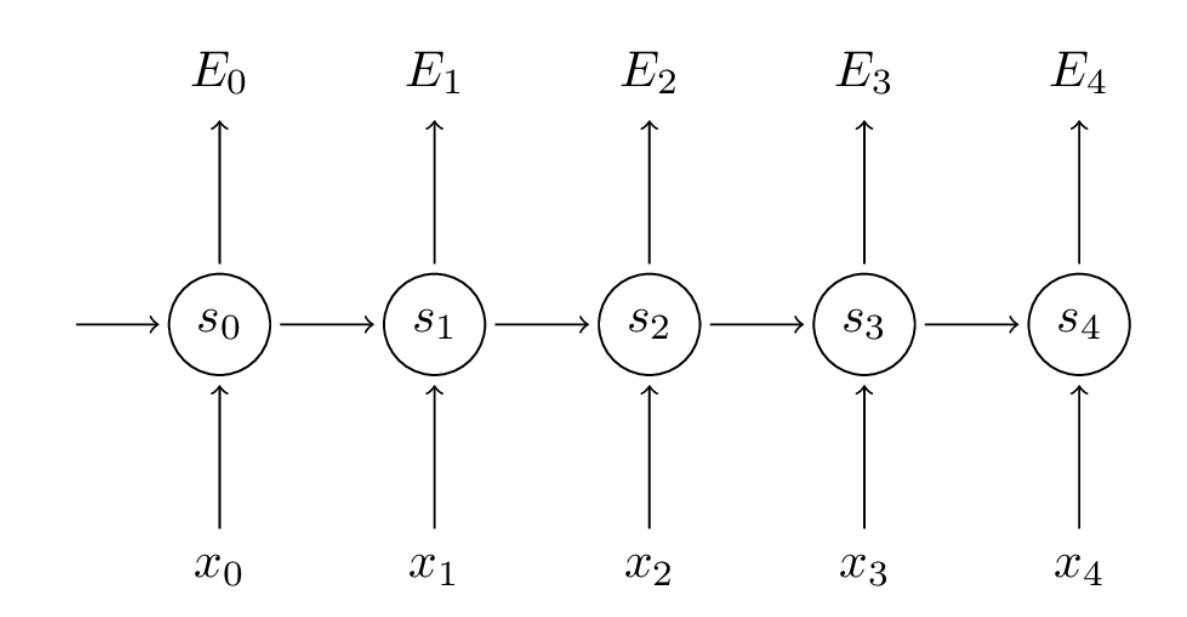 E₀ E₁ E₂ E₃ E₄
s₀ s₁ s₂ s₃ s₄
x₀ x₁ x₂ x₃ x₄